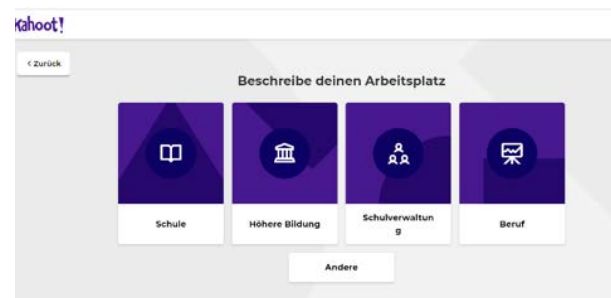 Kahoot!
< Zurück
Beschreibe deinen Arbeitsplatz
Schule
Höhere Bildung
Schulverwaltun
g
Beruf
Andere